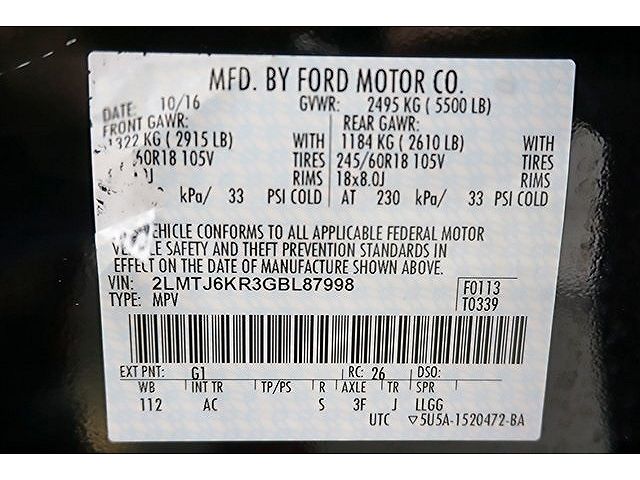 MFD. BY FORD MOTOR CO.
DATE: 10/16 GVWR: 2495 KG ( 5500 LB)
FRONT GAWR: REAR GAWR:
1322 KG ( 2915 LB) WITH 1184 KG ( 2610 LB) WITH
/60R18 105V TIRES 245/60R18 105V TIRES
J RIMS 18x8.0J RIMS
kPa/ 33 PSI COLD AT 230 kPa/ 33 PSI COLD
VEHICLE CONFORMS TO ALL APPLICABLE FEDERAL MOTOR
VEHICLE SAFETY AND THEFT PREVENTION STANDARDS IN
EFFECT ON THE DATE OF MANUFACTURE SHOWN ABOVE.
VIN: 2LMTJ6KR3GBL87998 F0113
TYPE: MPV T0339
EXT PNT: G1 RC: 26 DSO:
WB INT TR TP/PS R AXLE TR SPR
112 AC S 3F J LLGG
UTC ▽5U5A-1520472-BA